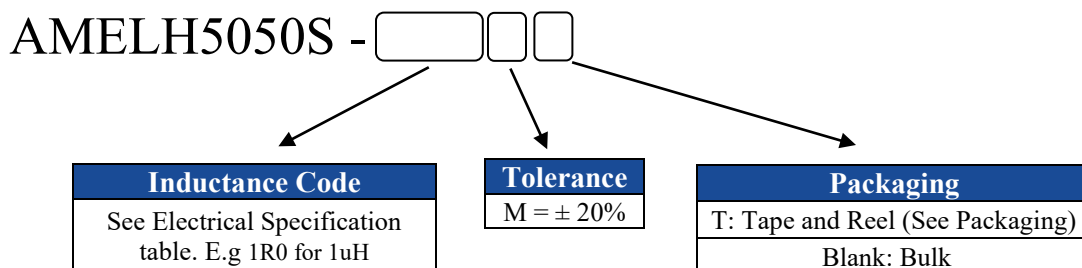 AMELH5050S -
Inductance Code
See Electrical Specification
table. E.g 1R0 for 1uH
Tolerance
M = ± 20%
Packaging
T: Tape and Reel (See Packaging)
Blank: Bulk